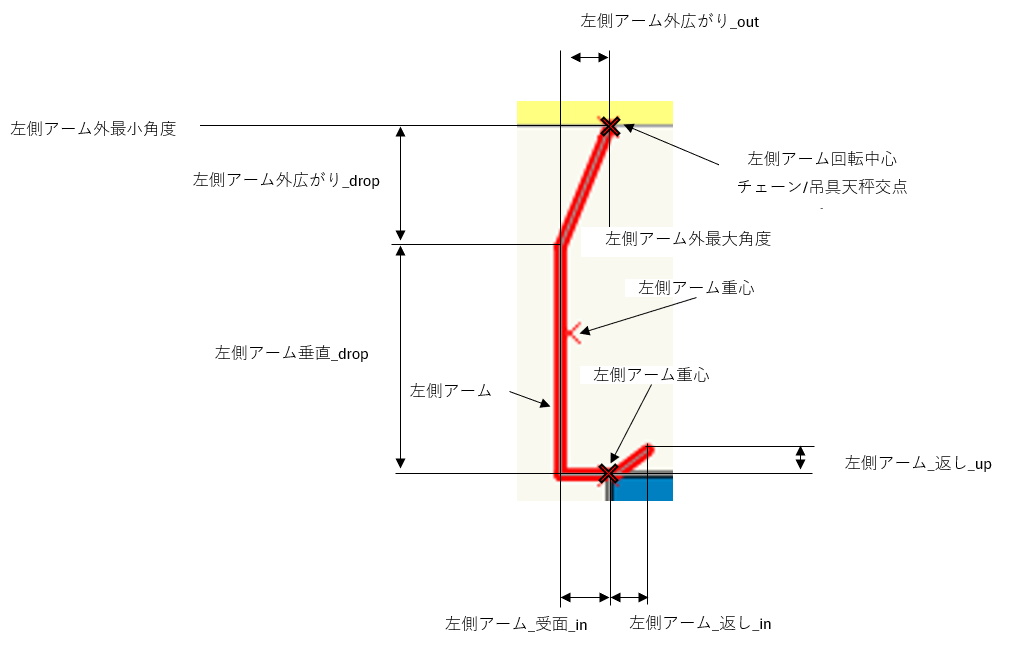 左側アーム外広がり_out
左側アーム外最小角度
左側アーム回転中心
チェーン/吊具天秤交点
左側アーム外広がり_drop
左側アーム外最大角度
左側アーム重心
左側アーム垂直_drop
左側アーム重心
左側アーム
左側アーム_返し_up
左側アーム_受面_in
左側アーム_返し_in